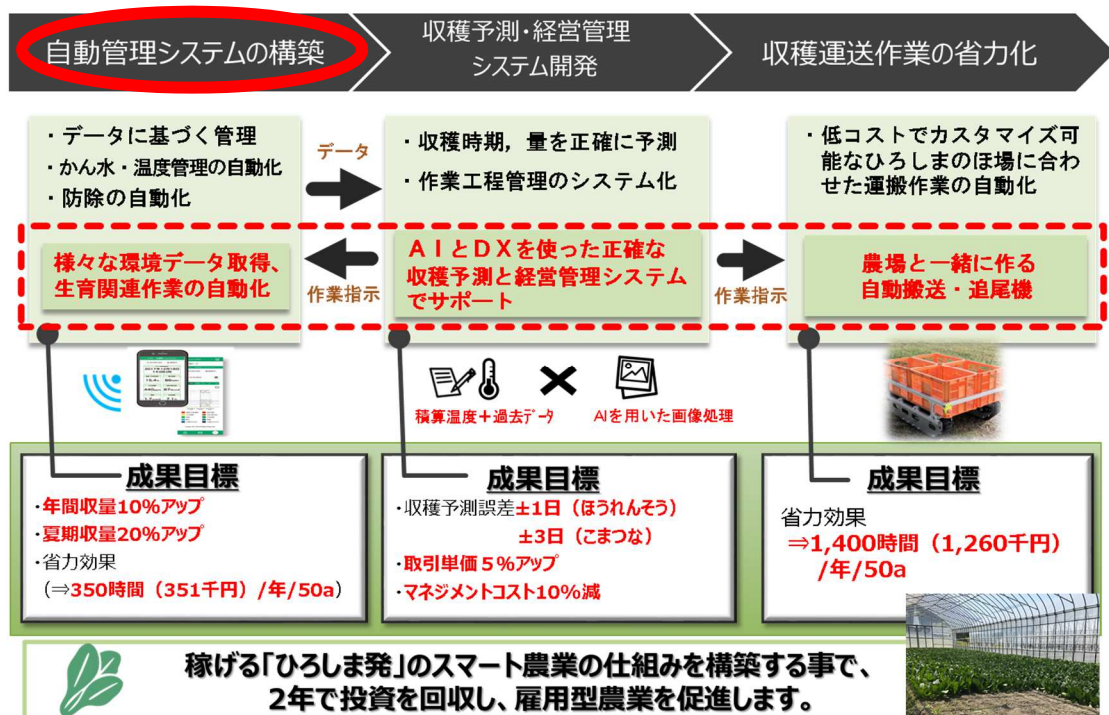 自動管理システムの構築
収穫予測・経営管理
システム開発
収穫運送作業の省力化
・データに基づく管理
・かん水・温度管理の自動化
・防除の自動化
データ
・収穫時期，量を正確に予測
・作業工程管理のシステム化
・低コストでカスタマイズ可
能なひろしまのほ場に合わ
せた運搬作業の自動化
様々な環境データ取得、
生育関連作業の自動化
作業指示
ＡＩとＤＸを使った正確な
収穫予測と経営管理システム
でサポート
作業指示
農場と一緒に作る
自動搬送・追尾機
積算温度＋過去ﾃﾞｰﾀ
AIを用いた画像処理
成果目標
・年間収量10％アップ
・夏期収量20％アップ
・省力効果
（⇒350時間（351千円）/年/50a）
成果目標
・収穫予測誤差±1日（ほうれんそう）
±3日（こまつな）
・取引単価５％アップ
・マネジメントコスト10％減
成果目標
省力効果
⇒1,400時間（1,260千円）
/年/50a
稼げる「ひろしま発」のスマート農業の仕組みを構築する事で、
2年で投資を回収し、雇用型農業を促進します。